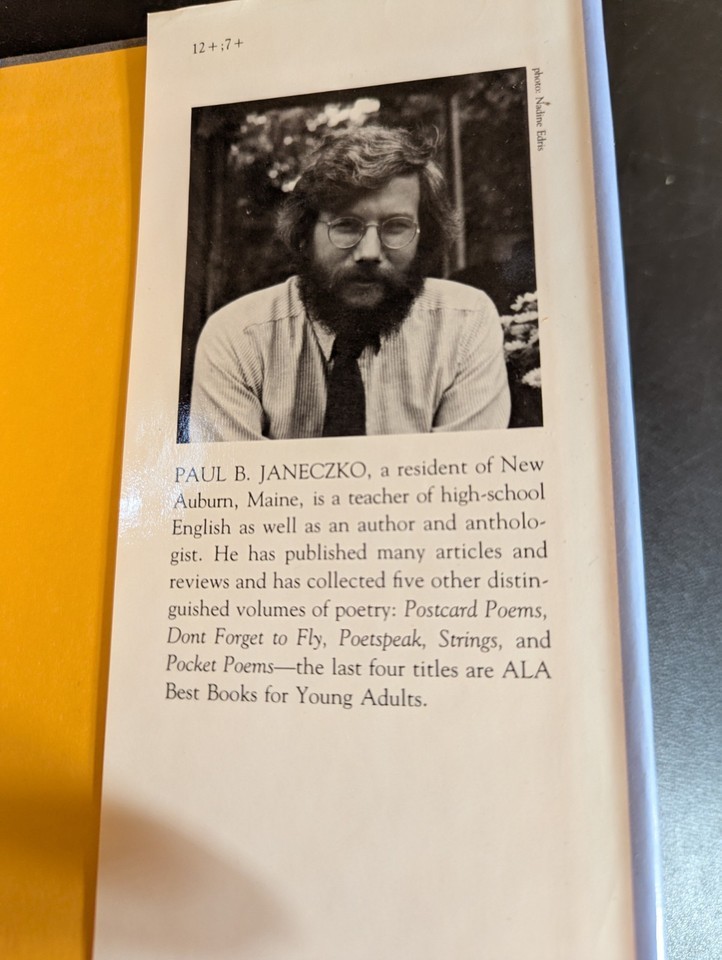 12+;7+
photo: Nadine Edris
PAUL B. JANECZKO, a resident of New
Auburn, Maine, is a teacher of high-school
English as well as an author and antholo-
gist. He has published many articles and
reviews and has collected five other distin-
guished volumes of poetry: Postcard Poems,
Dont Forget to Fly, Poetspeak, Strings, and
Pocket Poems—the last four titles are ALA
Best Books for Young Adults.